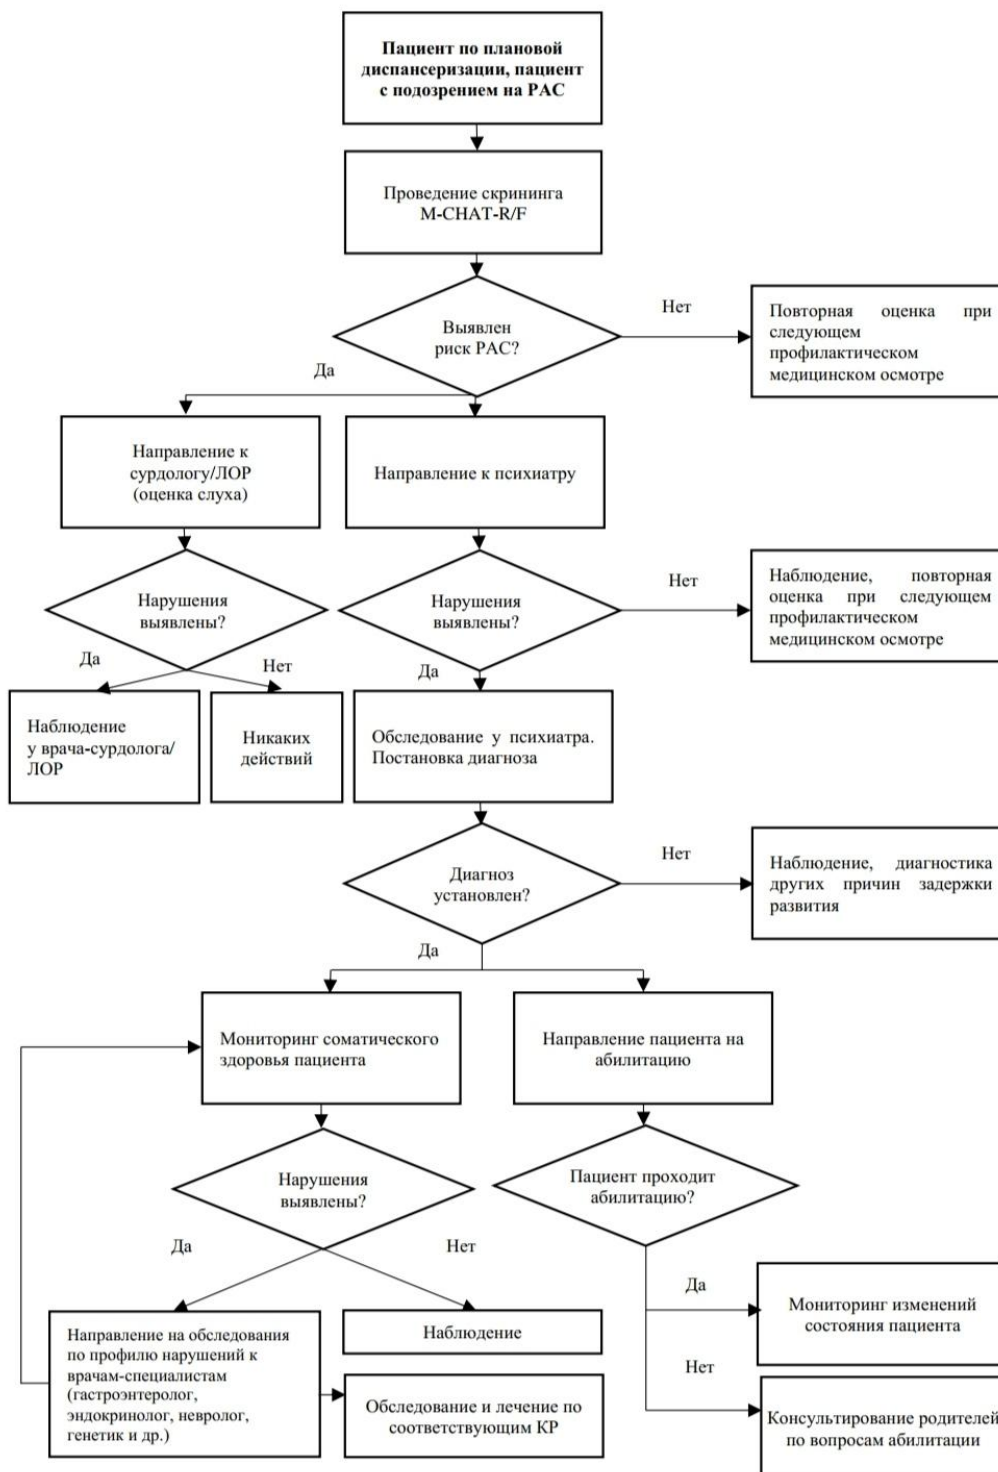 Пациент по плановой
диспансеризации, пациент
с подозрением на РАС
Проведение скрининга
M-CHAT-R/F
Выявлен
риск РАС?
Нет
Повторная оценка при
следующем
профилактическом
медицинском осмотре
Да
Направление к
сурдологу/ЛОР
(оценка слуха)
Направление к психиатру
Нарушения
выявлены?
Нарушения
выявлены?
Нет
Наблюдение, повторная
оценка при следующем
профилактическом
медицинском осмотре
Да
Нет
Да
Наблюдение
у врача-сурдолога/
ЛОР
Никаких
действий
Обследование у психиатра.
Постановка диагноза
Диагноз
установлен?
Нет
Наблюдение, диагностика
других причин задержки
развития
Да
Мониторинг соматического
здоровья пациента
Направление пациента на
абилитацию
Нарушения
выявлены?
Пациент проходит
абилитацию?
Да
Нет
Да
Мониторинг изменений
состояния пациента
Направление на обследования
по профилю нарушений к
врачам-специалистам
(гастроэнтеролог,
эндокринолог, невролог,
генетик и др.)
Наблюдение
Нет
Обследование и лечение по
соответствующим КР
Консультирование родителей
по вопросам абилитации